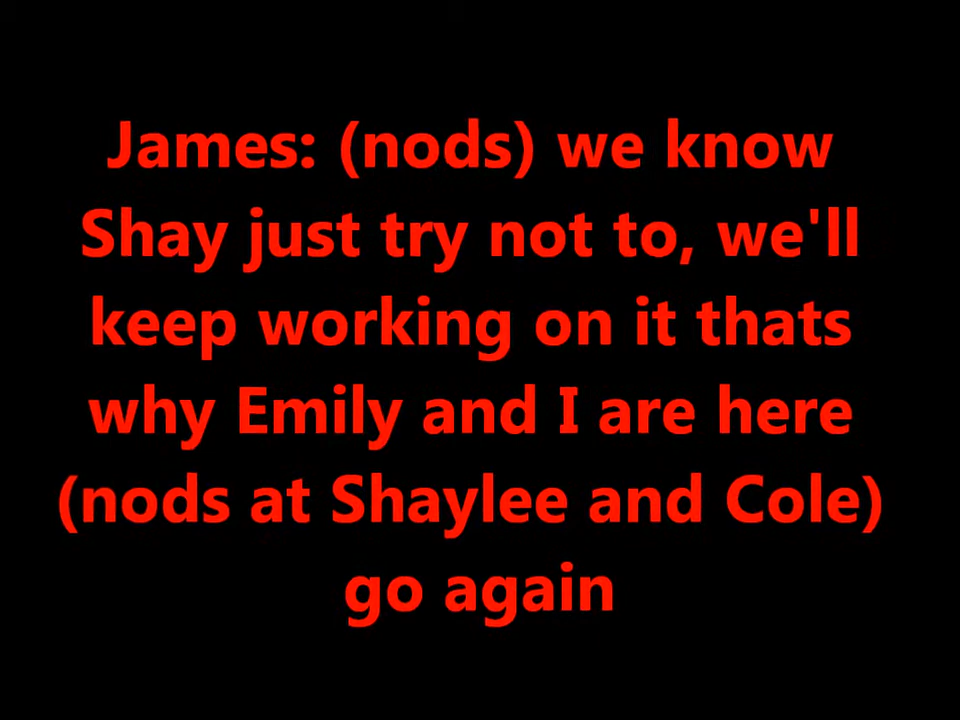 James: (nods) we know
Shay just try not to, we'll
keep working on it thats
why Emily and I are here
(nods at Shaylee and Cole)
go again